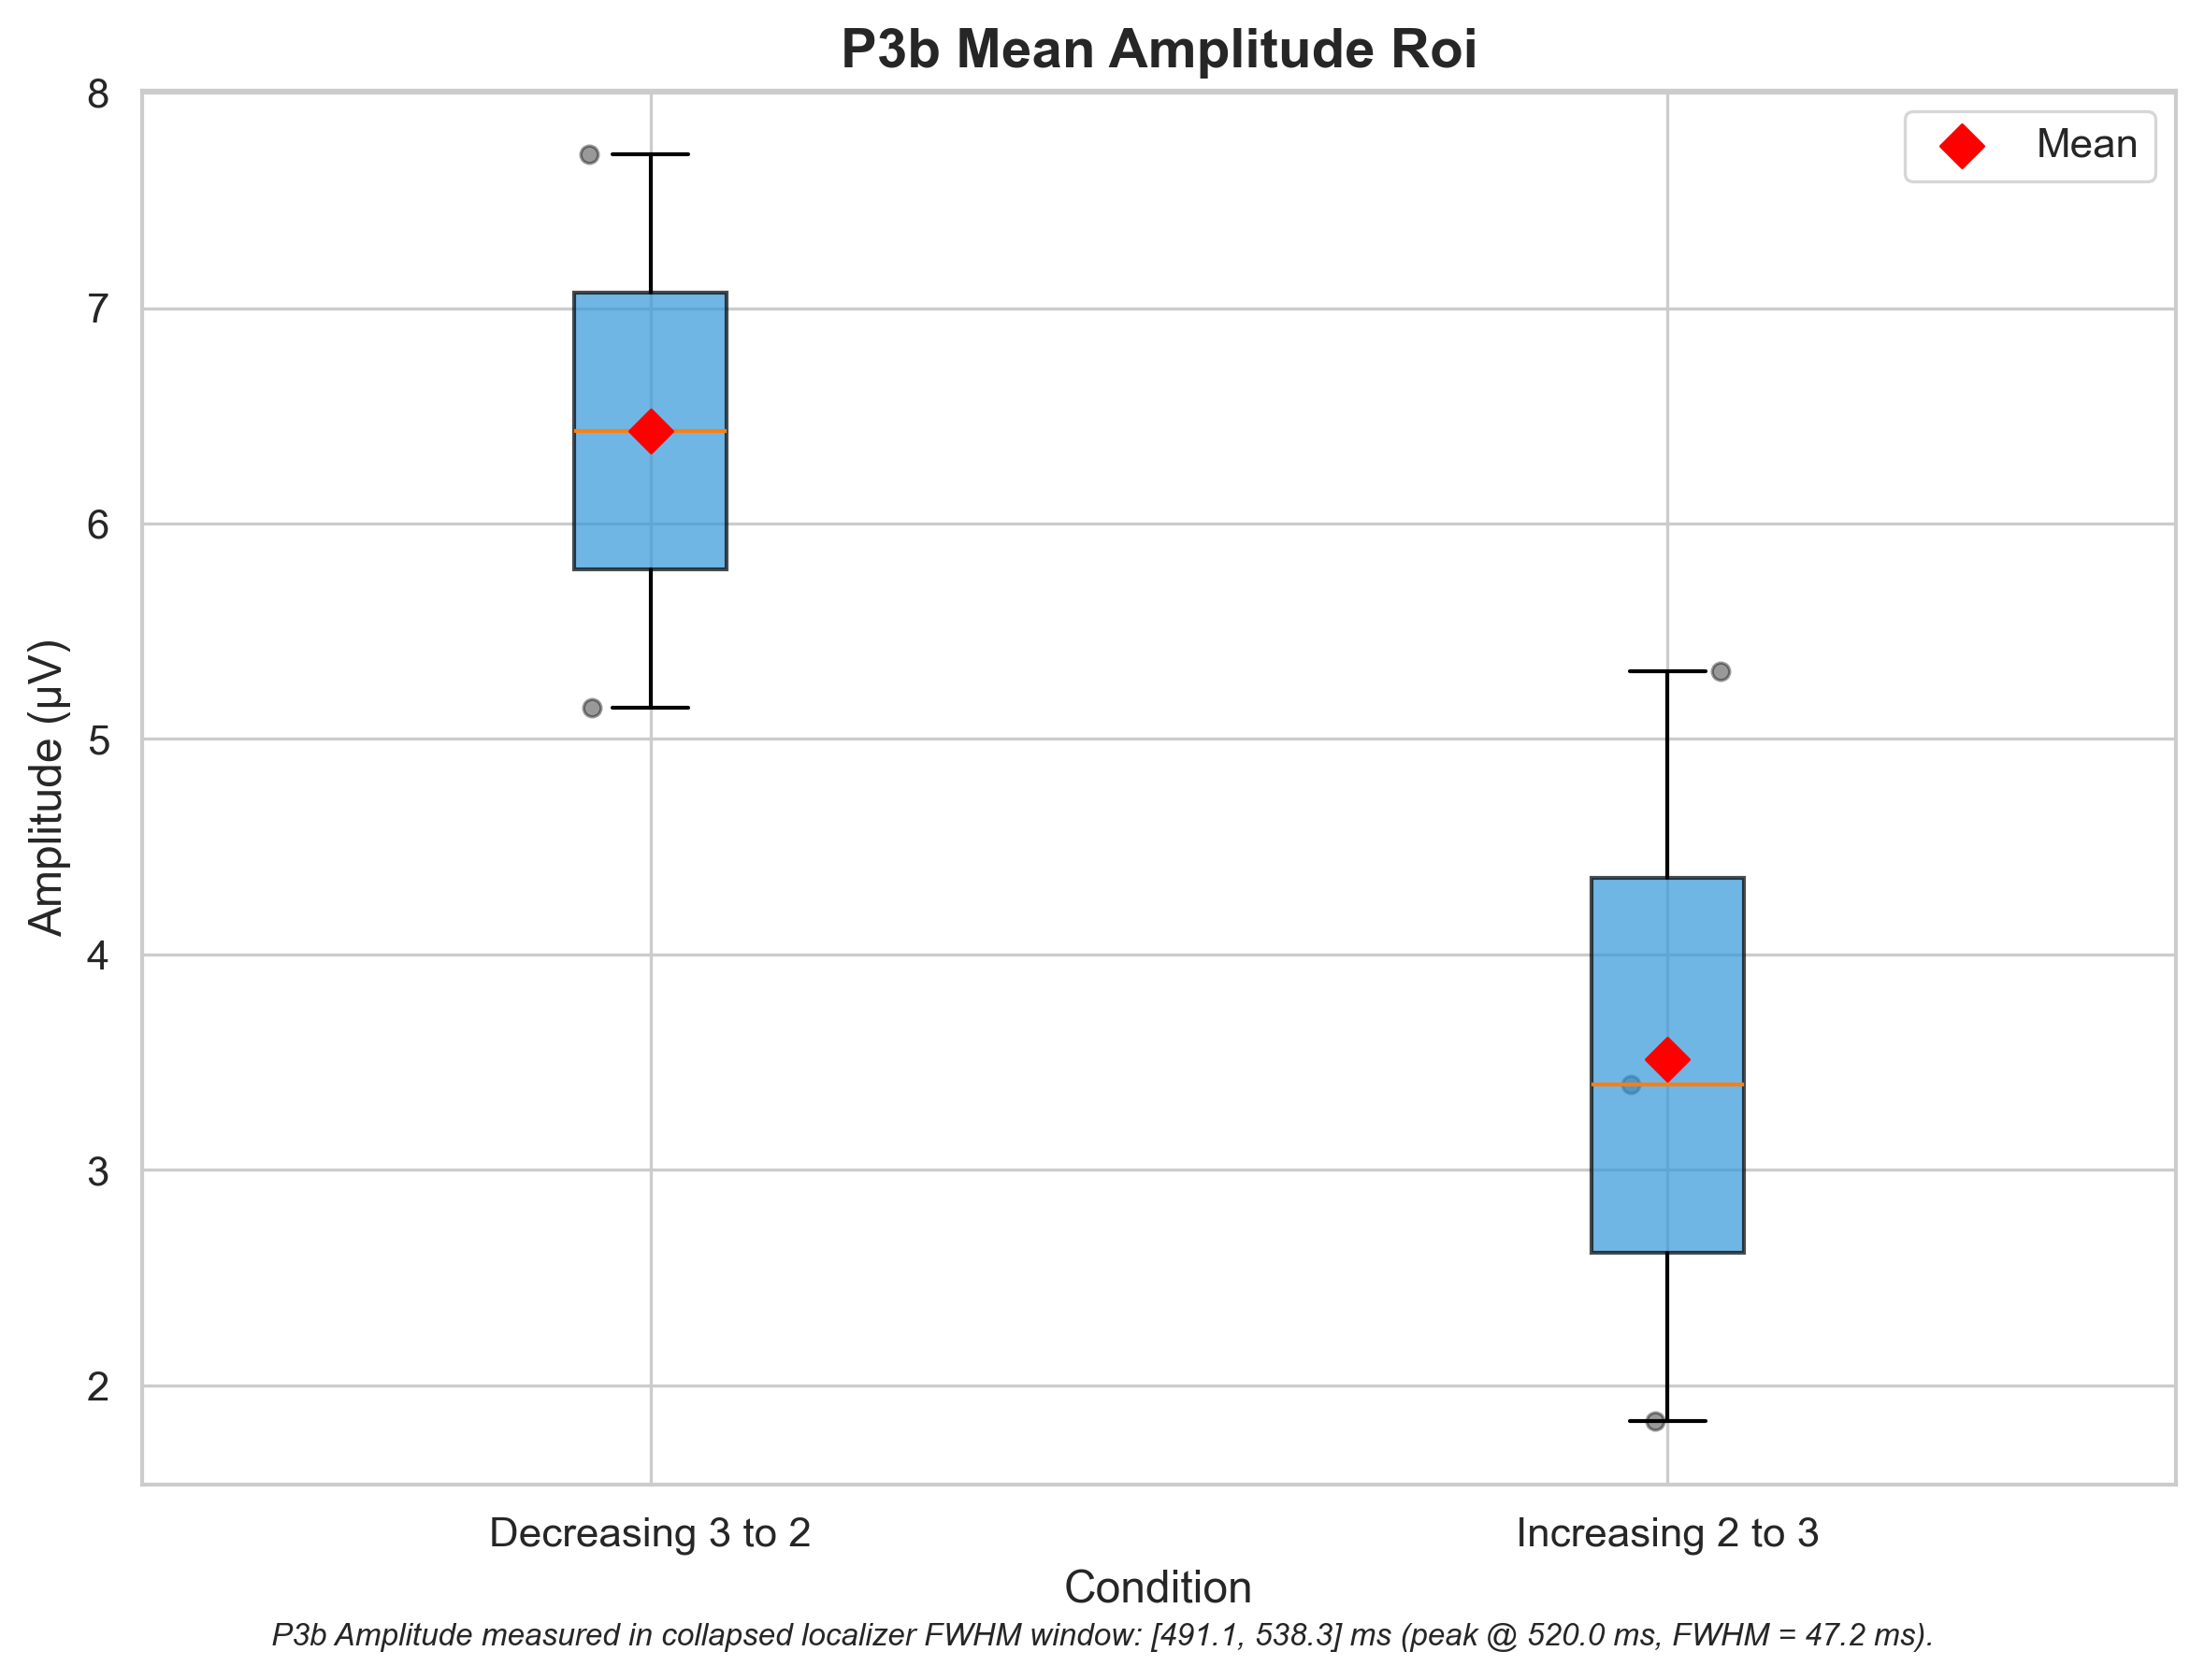 P3b Mean Amplitude Roi
Mean
8
7
6
5
4
3
2
Amplitude (µV)
Decreasing 3 to 2
Increasing 2 to 3
Condition
P3b Amplitude measured in collapsed localizer FWHM window: [491.1, 538.3] ms (peak @ 520.0 ms, FWHM = 47.2 ms).